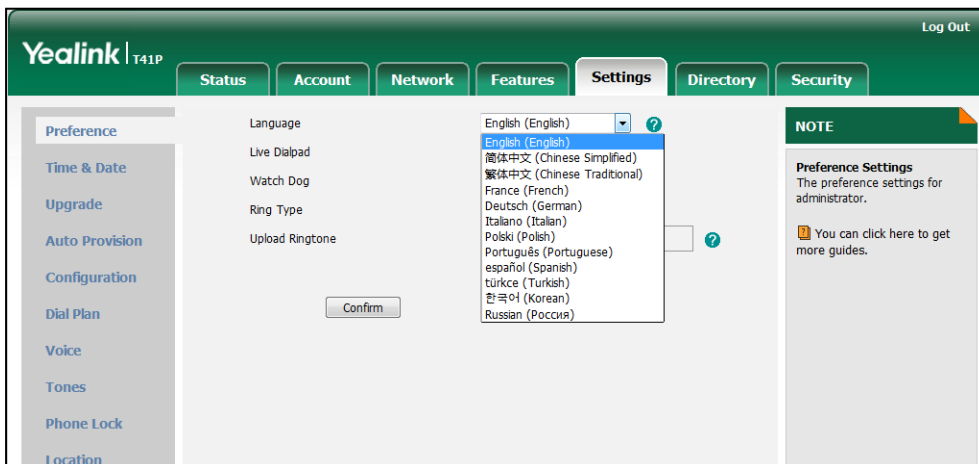 Log Out
Yealink T41P
Status Account Network Features Settings Directory Security
Preference
Time & Date
Upgrade
Auto Provision
Configuration
Dial Plan
Voice
Tones
Phone Lock
Location
Language English (English)
Live Dialpad
Watch Dog
Ring Type
Upload Ringtone
English (English)
简体中文 (Chinese Simplified)
繁体中文 (Chinese Traditional)
France (French)
Deutsch (German)
Italiano (Italian)
Polski (Polish)
Português (Portuguese)
español (Spanish)
türkce (Turkish)
한국어 (Korean)
Russian (Россия)
Confirm
NOTE
Preference Settings
The preference settings for
administrator.
You can click here to get
more guides.